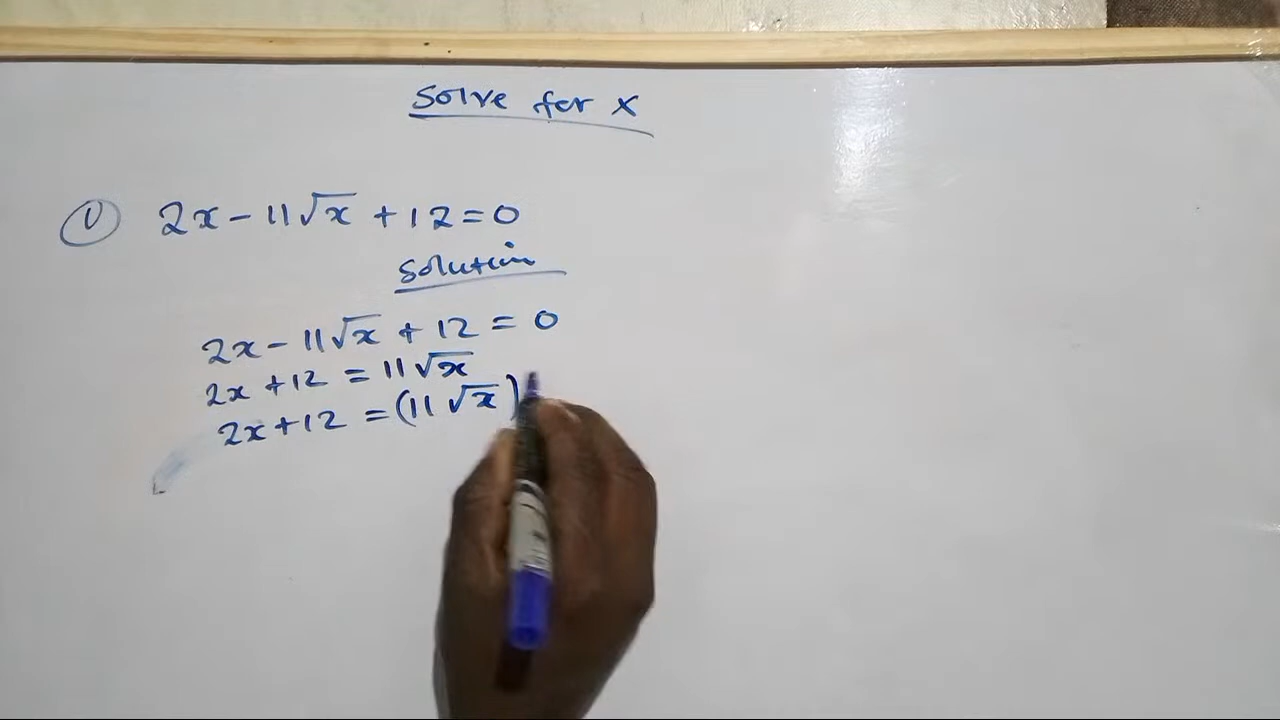 Solve for x
1) 2x - 11√x + 12 = 0
Solution
2x - 11√x + 12 = 0
2x + 12 = 11√x
2x + 12 = (11√x)